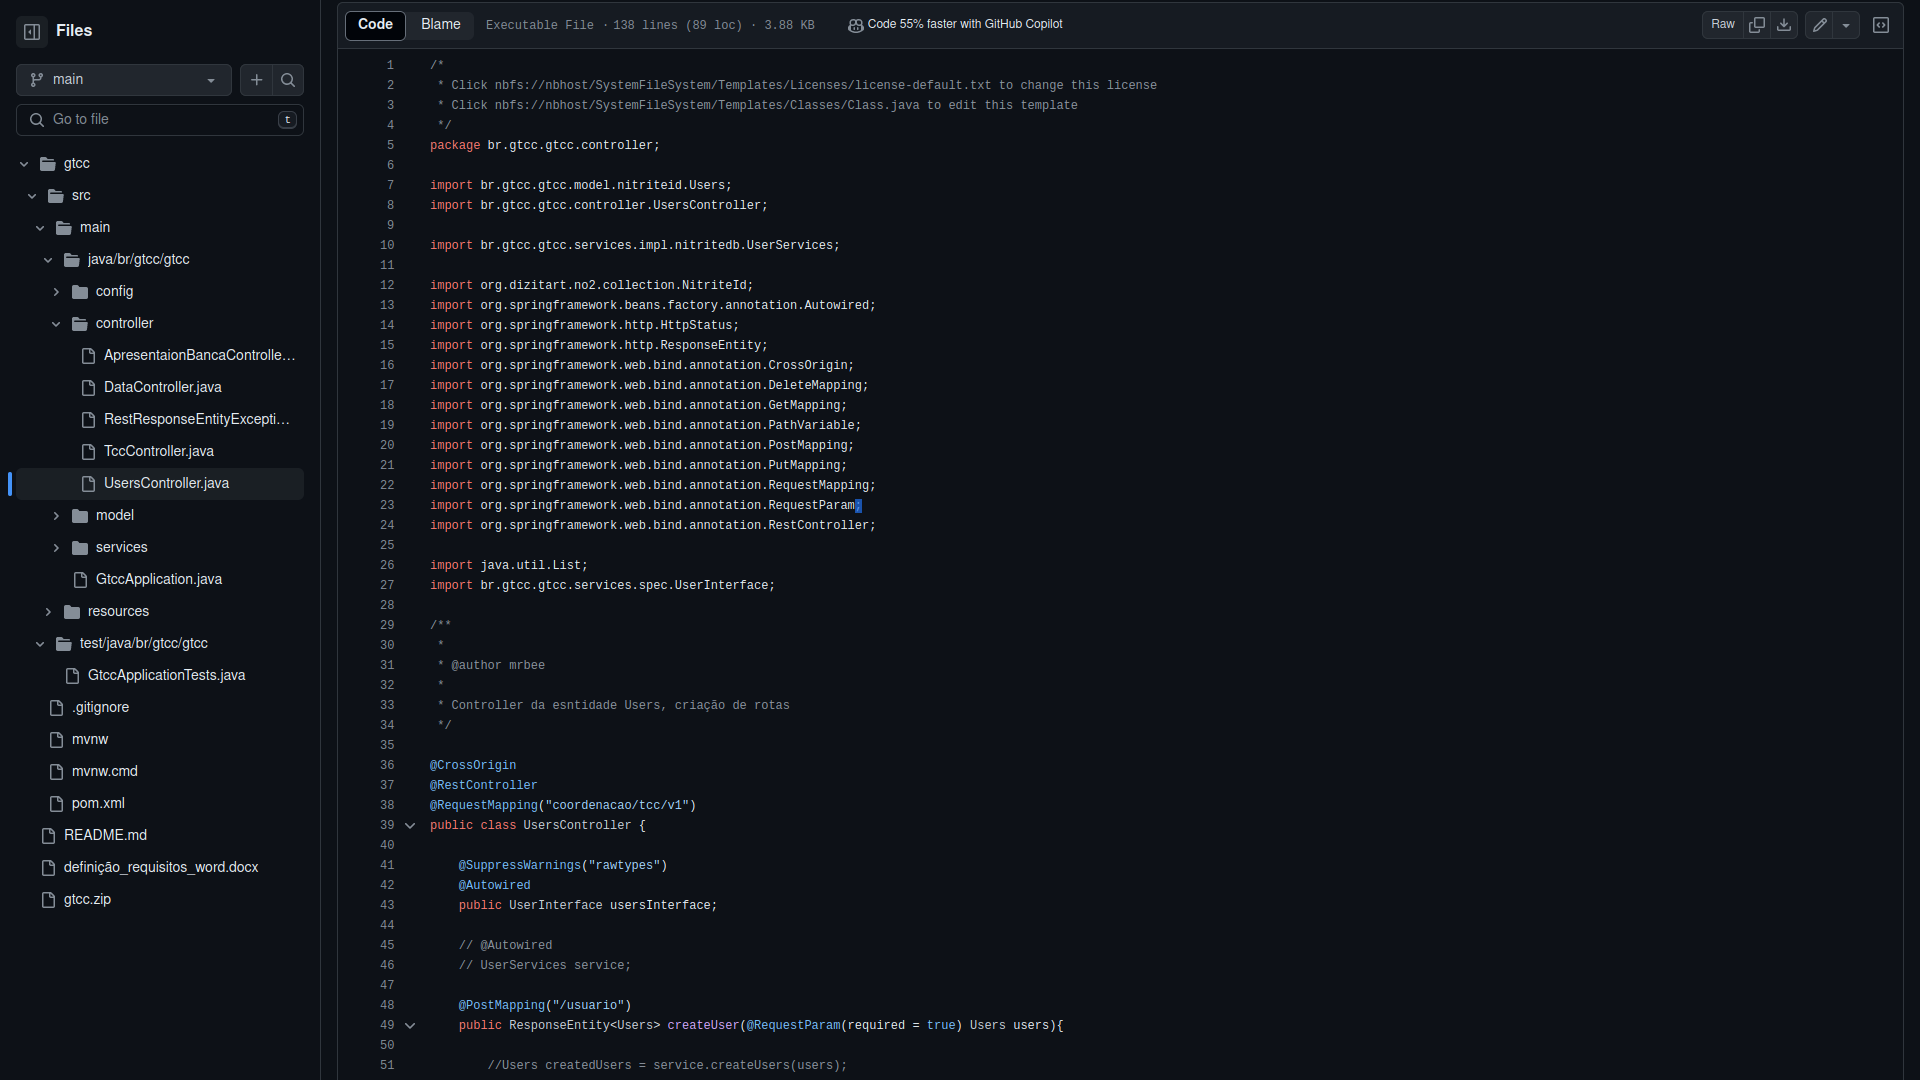 Files
main
Go to file
t
gtcc
src
main
java/br/gtcc/gtcc
config
controller
ApresentaionBancaControlle…
DataController.java
RestResponseEntityExcepti…
TccController.java
UsersController.java
model
services
GtccApplication.java
resources
test/java/br/gtcc/gtcc
GtccApplicationTests.java
.gitignore
mvnw
mvnw.cmd
pom.xml
README.md
definição_requisitos_word.docx
gtcc.zip
Code Blame Executable File · 138 lines (89 loc) · 3.88 KB Code 55% faster with GitHub Copilot Raw
1 /*
2  * Click nbfs://nbhost/SystemFileSystem/Templates/Licenses/license-default.txt to change this license
3  * Click nbfs://nbhost/SystemFileSystem/Templates/Classes/Class.java to edit this template
4  */
5 package br.gtcc.gtcc.controller;
6
7 import br.gtcc.gtcc.model.nitriteid.Users;
8 import br.gtcc.gtcc.controller.UsersController;
9
10 import br.gtcc.gtcc.services.impl.nitritedb.UserServices;
11
12 import org.dizitart.no2.collection.NitriteId;
13 import org.springframework.beans.factory.annotation.Autowired;
14 import org.springframework.http.HttpStatus;
15 import org.springframework.http.ResponseEntity;
16 import org.springframework.web.bind.annotation.CrossOrigin;
17 import org.springframework.web.bind.annotation.DeleteMapping;
18 import org.springframework.web.bind.annotation.GetMapping;
19 import org.springframework.web.bind.annotation.PathVariable;
20 import org.springframework.web.bind.annotation.PostMapping;
21 import org.springframework.web.bind.annotation.PutMapping;
22 import org.springframework.web.bind.annotation.RequestMapping;
23 import org.springframework.web.bind.annotation.RequestParam;
24 import org.springframework.web.bind.annotation.RestController;
25
26 import java.util.List;
27 import br.gtcc.gtcc.services.spec.UserInterface;
28
29 /**
30  *
31  * @author mrbee
32  *
33  * Controller da esntidade Users, criação de rotas
34  */
35
36 @CrossOrigin
37 @RestController
38 @RequestMapping("coordenacao/tcc/v1")
39 public class UsersController {
40
41     @SuppressWarnings("rawtypes")
42     @Autowired
43     public UserInterface usersInterface;
44
45     // @Autowired
46     // UserServices service;
47
48     @PostMapping("/usuario")
49     public ResponseEntity<Users> createUser(@RequestParam(required = true) Users users){
50
51         //Users createdUsers = service.createUsers(users);